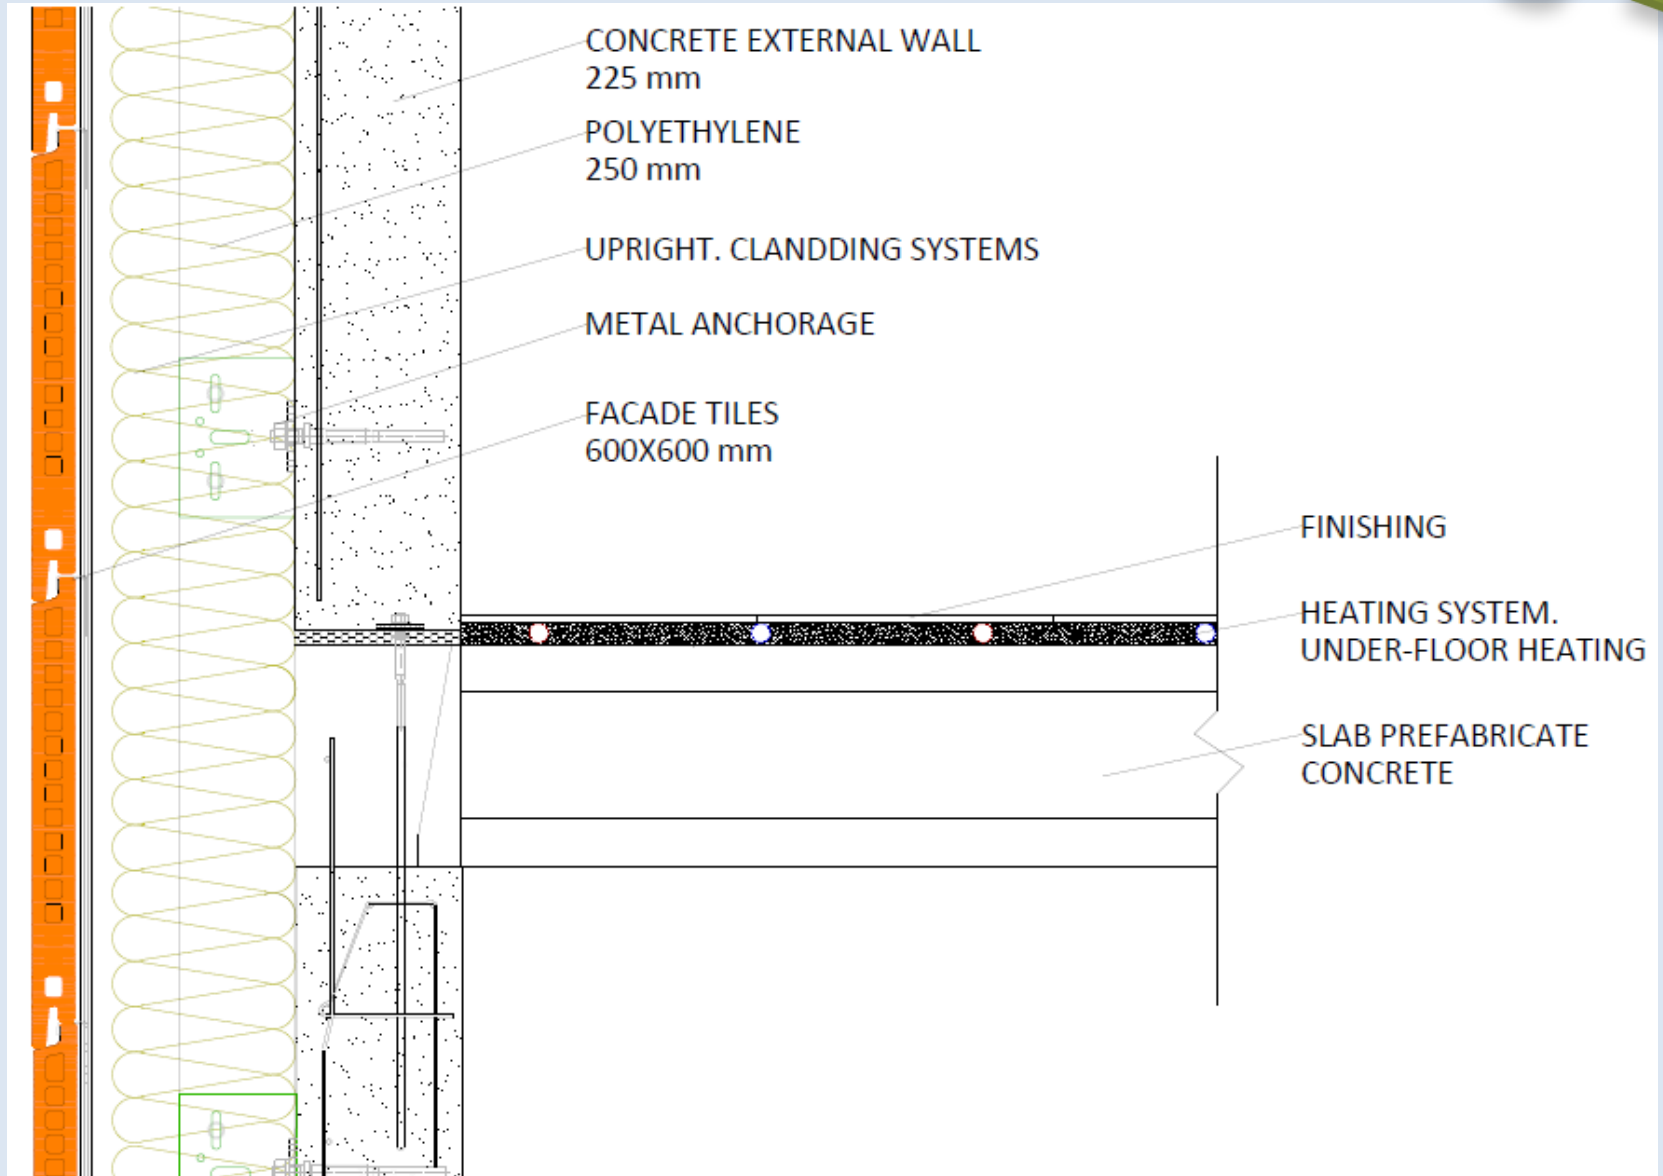 CONCRETE EXTERNAL WALL
225 mm
POLYETHYLENE
250 mm
UPRIGHT. CLANDDING SYSTEMS
METAL ANCHORAGE
FACADE TILES
600X600 mm
FINISHING
HEATING SYSTEM.
UNDER-FLOOR HEATING
SLAB PREFABRICATE
CONCRETE